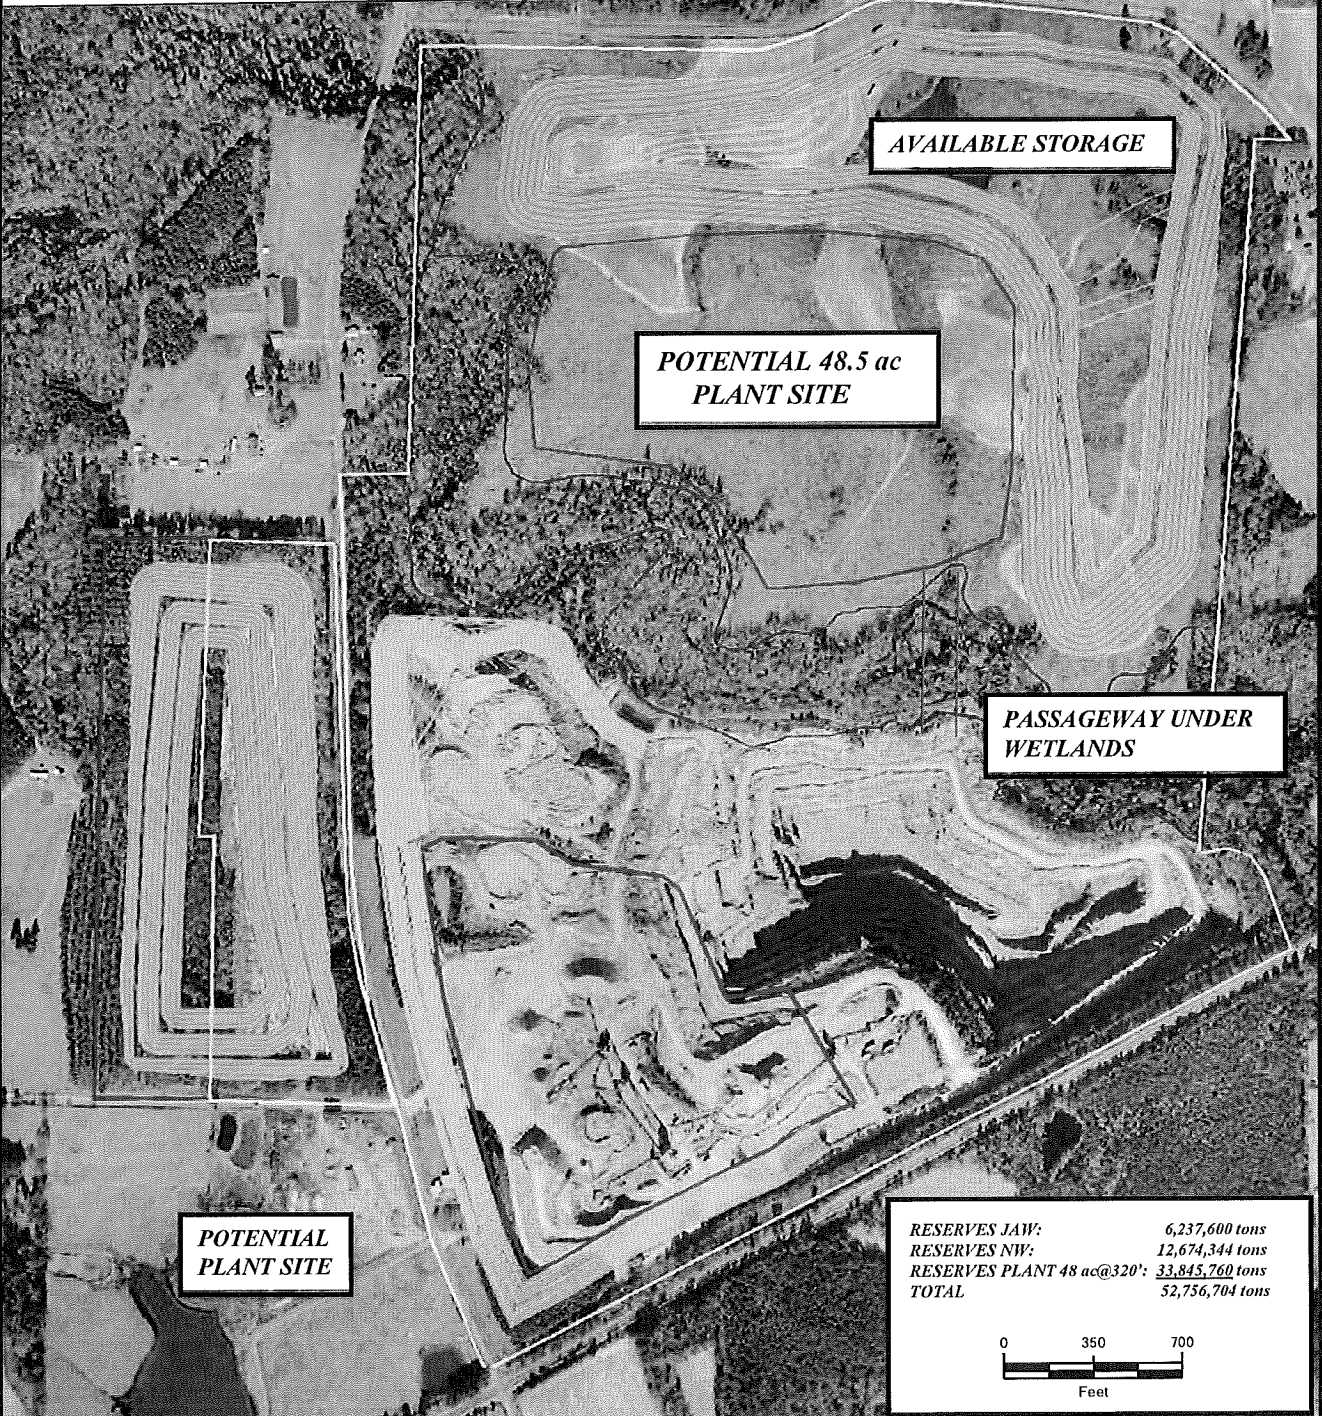 AVAILABLE STORAGE
POTENTIAL 48.5 ac
PLANT SITE
PASSAGEWAY UNDER
WETLANDS
POTENTIAL
PLANT SITE
RESERVES JAW: 6,237,600 tons
RESERVES NW: 12,674,344 tons
RESERVES PLANT 48 ac@320': 33,845,760 tons
TOTAL 52,756,704 tons
0 350 700
Feet